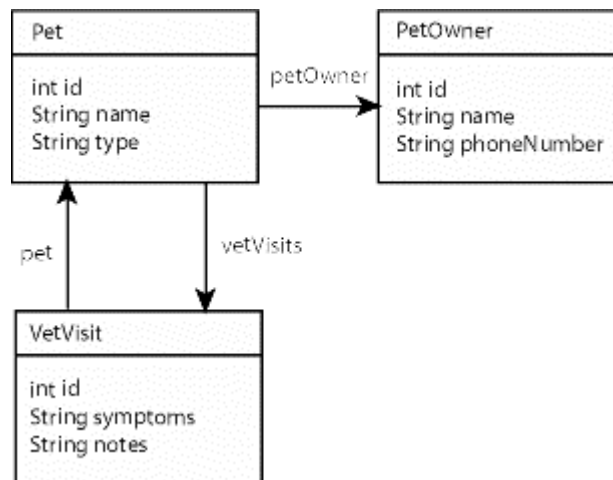 Pet
int id
String name
String type
petOwner
PetOwner
int id
String name
String phoneNumber
pet
vetVisits
VetVisit
int id
String symptoms
String notes